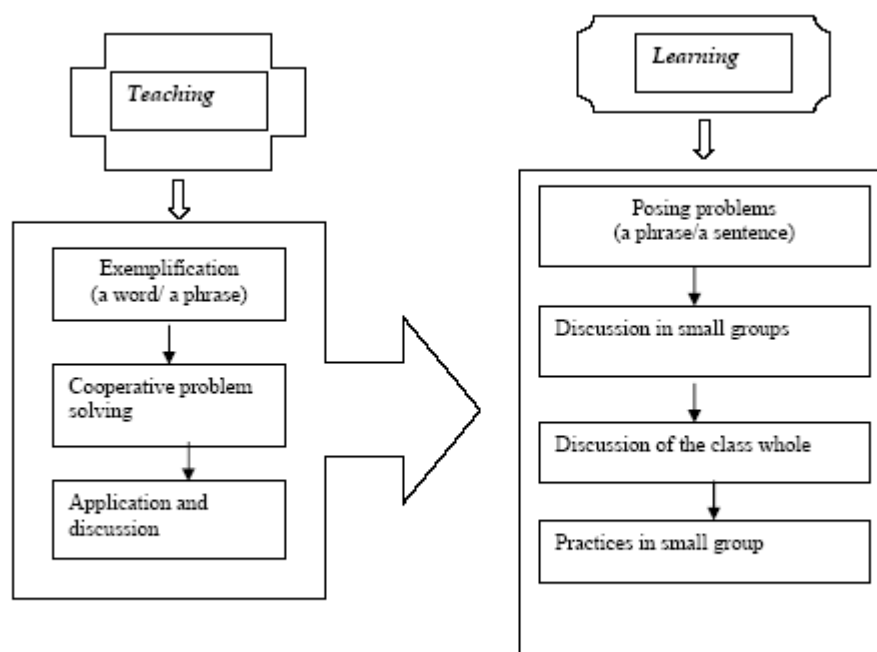 Teaching
Exemplification
(a word/ a phrase)
Cooperative problem
solving
Application and
discussion
Learning
Posing problems
(a phrase/a sentence)
Discussion in small groups
Discussion of the class whole
Practices in small group